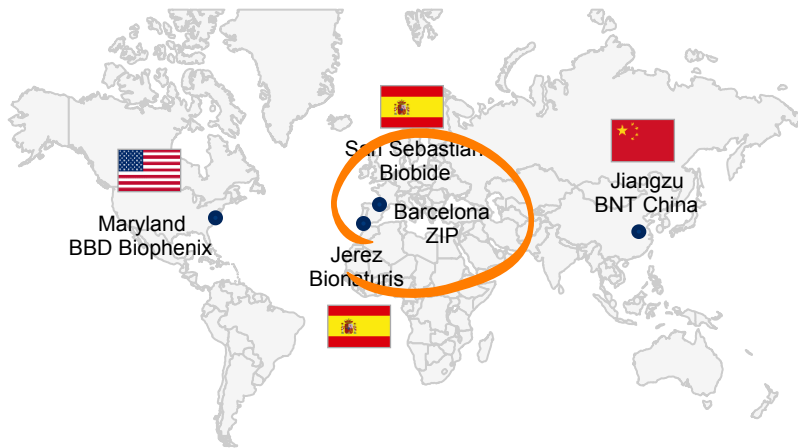 San Sebastian
Biobide
Jiangzu
BNT China
Maryland
BBD Biophenix
Barcelona
ZIP
Jerez
Bionaturis